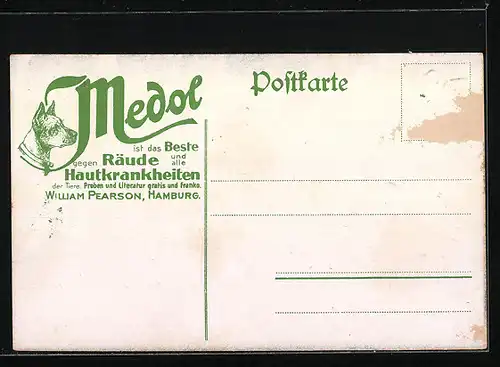 Medol
Postkarte
ist das Beste
gegen Räude und alle
Hautkrankheiten
der Tiere. Proben und Literatur gratis und franko.
WILLIAM PEARSON, HAMBURG.